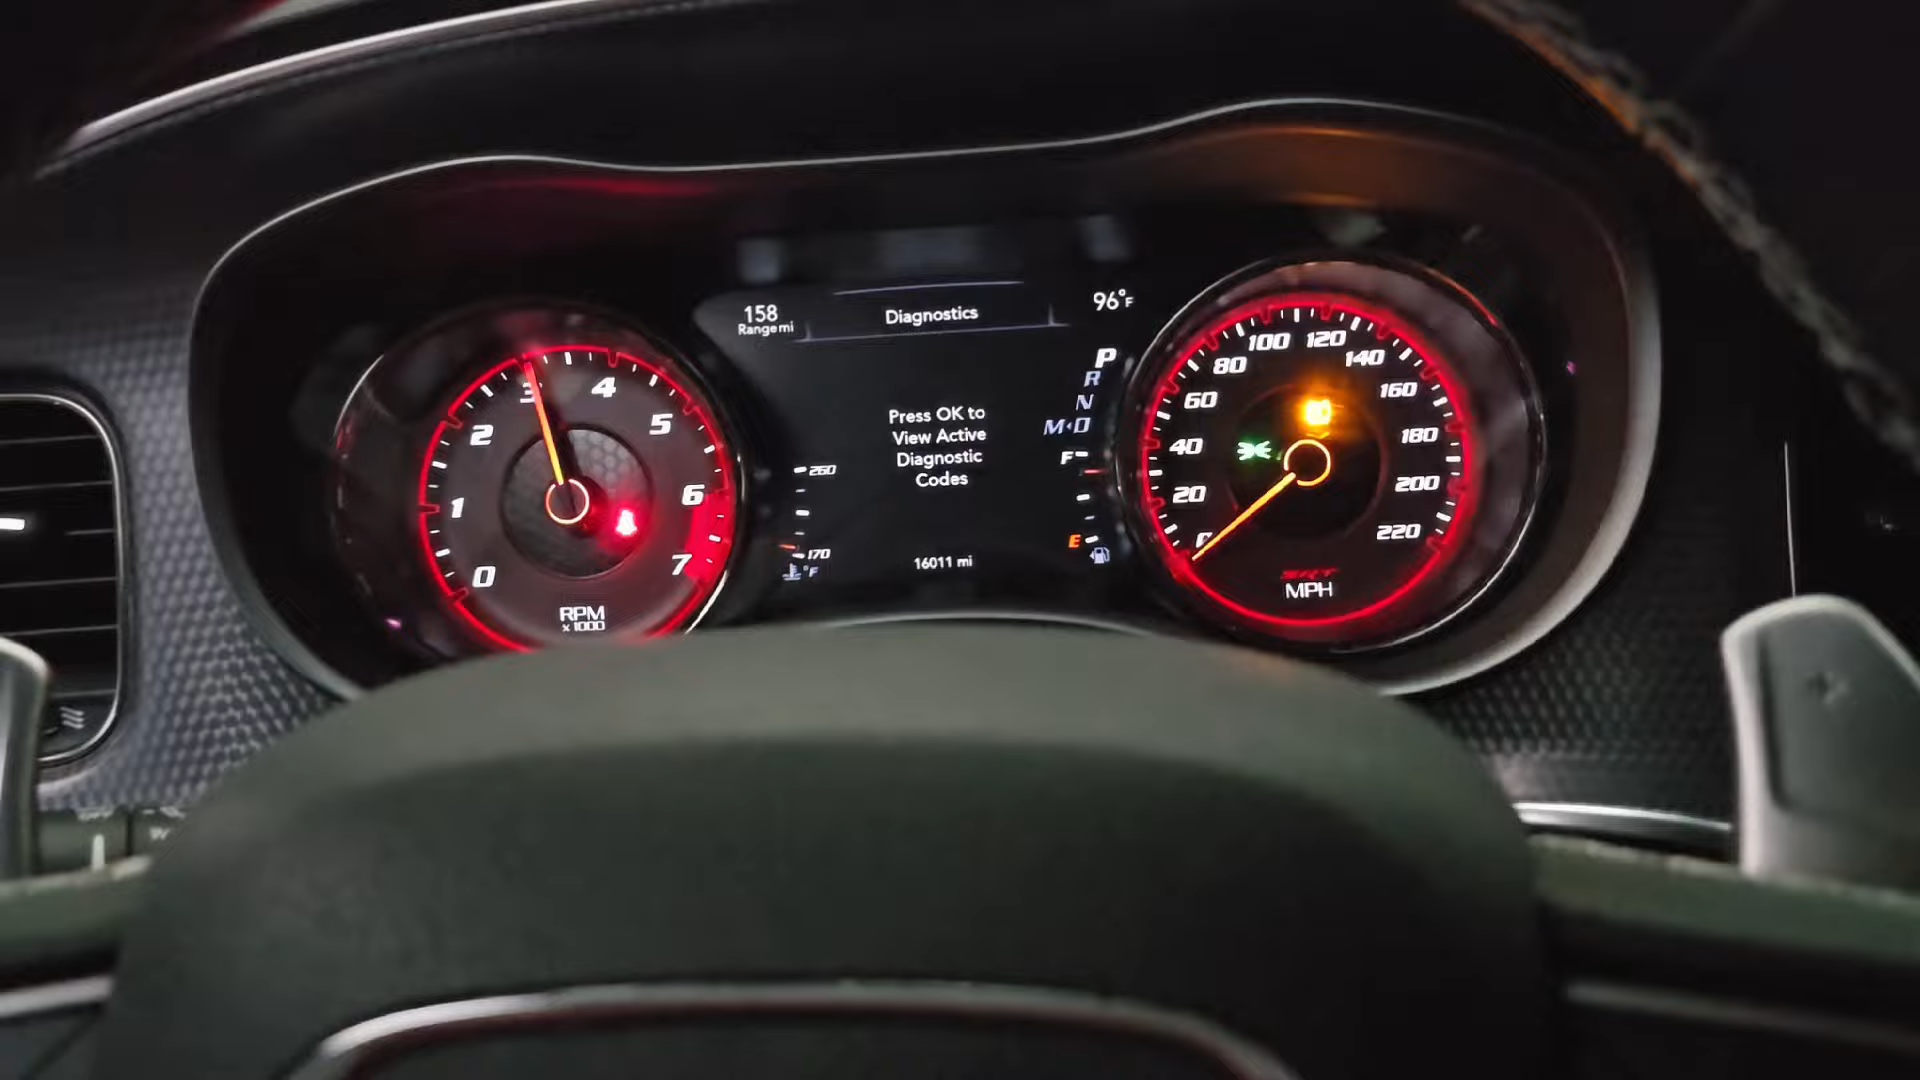 158
Range mi
Diagnostics
96°F
Press OK to
View Active
Diagnostic
Codes
16011 mi
P
R
N
M D
F
E
260
170
°F
0
1
2
3
4
5
6
7
RPM
x 1000
0
20
40
60
80
100
120
140
160
180
200
220
SRT
MPH